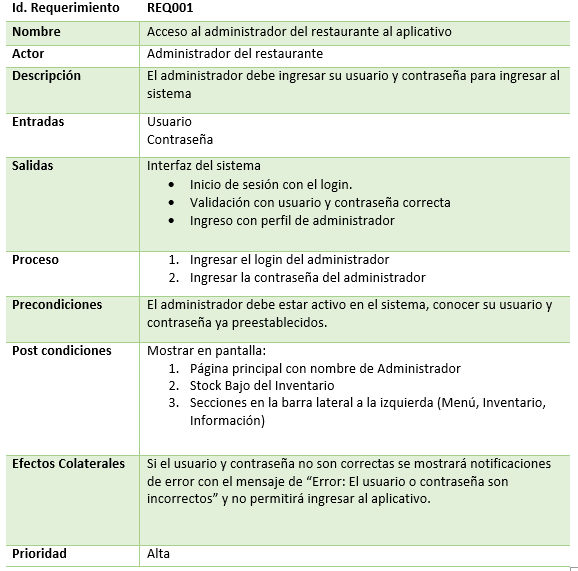 Id. Requerimiento REQ001
Nombre Acceso al administrador del restaurante al aplicativo
Actor Administrador del restaurante
Descripción El administrador debe ingresar su usuario y contraseña para ingresar al
sistema
Entradas Usuario
Contraseña
Salidas Interfaz del sistema
• Inicio de sesión con el login.
• Validación con usuario y contraseña correcta
• Ingreso con perfil de administrador
Proceso 1. Ingresar el login del administrador
2. Ingresar la contraseña del administrador
Precondiciones El administrador debe estar activo en el sistema, conocer su usuario y
contraseña ya preestablecidos.
Post condiciones Mostrar en pantalla:
1. Página principal con nombre de Administrador
2. Stock Bajo del Inventario
3. Secciones en la barra lateral a la izquierda (Menú, Inventario,
Información)
Efectos Colaterales Si el usuario y contraseña no son correctas se mostrará notificaciones
de error con el mensaje de “Error: El usuario o contraseña son
incorrectos” y no permitirá ingresar al aplicativo.
Prioridad Alta